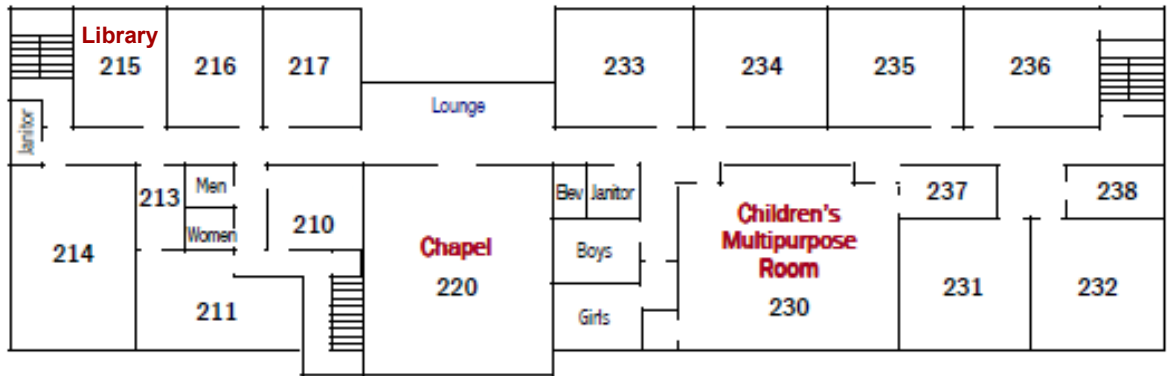 Library
215
216
217
233
234
235
236
Lounge
Janitor
213
Men
Women
210
214
211
Chapel
220
Elev
Janitor
Boys
Girls
Children's
Multipurpose
Room
230
237
238
231
232